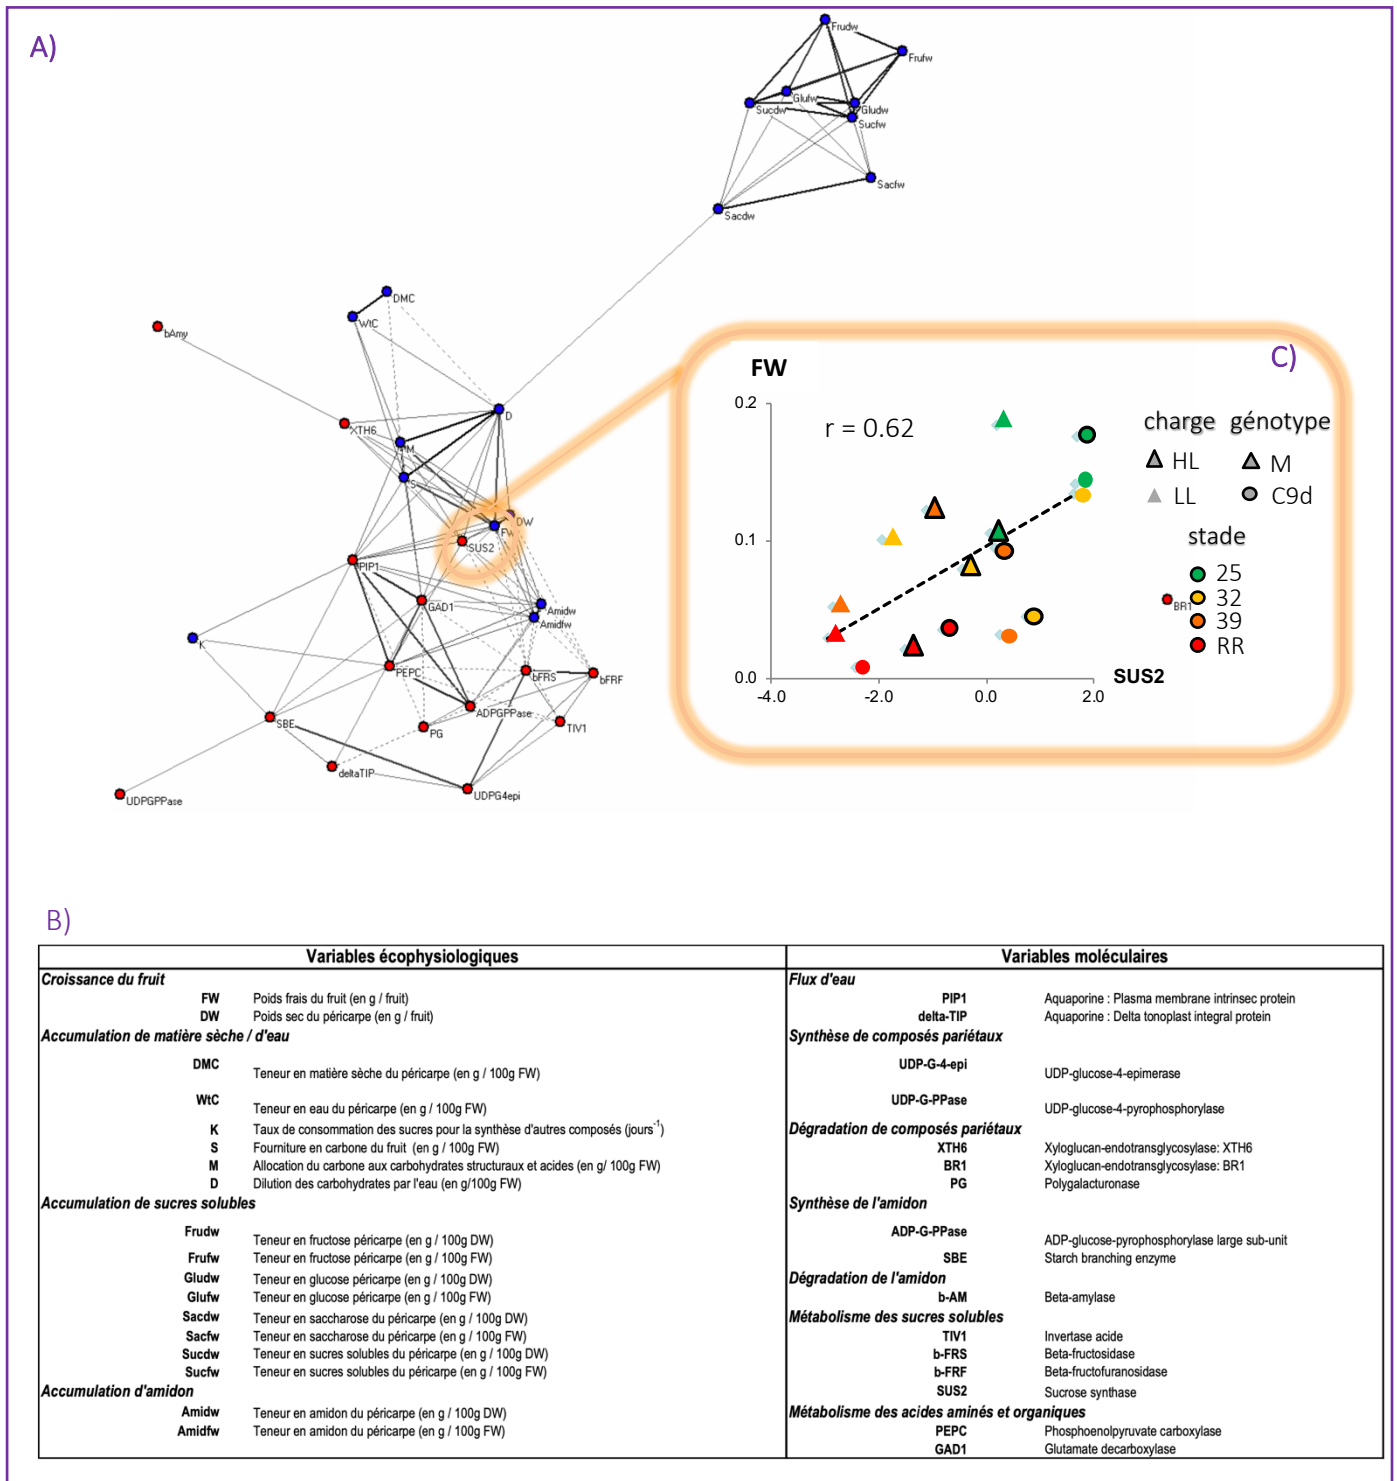 A)
Frudw
Frufw
Glufw
Sucdw
Gludw
Sucfw
Sacfw
Sacdw
DMC
WtC
bAmy
D
XTH6
M
S
DW
FW
SUS2
PIP1
GAD1
Amidw
Amidfw
K
PEPC
bFRS
bFRF
ADPGPPase
SBE
PG
TIV1
deltaTIP
UDPGPPase
UDPG4epi
BR1
C)
FW
0.2
r = 0.62
charge génotype
HL M
LL C9d
stade
0.1
25
32
39
RR
0.0
SUS2
-4.0 -2.0 0.0 2.0
B)
Variables écophysiologiques
Croissance du fruit
FW Poids frais du fruit (en g / fruit)
DW Poids sec du péricarpe (en g / fruit)
Accumulation de matière sèche / d'eau
DMC Teneur en matière sèche du péricarpe (en g / 100g FW)
WtC Teneur en eau du péricarpe (en g / 100g FW)
K Taux de consommation des sucres pour la synthèse d'autres composés (jours-1)
S Fourniture en carbone du fruit (en g / 100g FW)
M Allocation du carbone aux carbohydrates structuraux et acides (en g/ 100g FW)
D Dilution des carbohydrates par l'eau (en g/100g FW)
Accumulation de sucres solubles
Frudw Teneur en fructose péricarpe (en g / 100g DW)
Frufw Teneur en fructose péricarpe (en g / 100g FW)
Gludw Teneur en glucose péricarpe (en g / 100g DW)
Glufw Teneur en glucose péricarpe (en g / 100g FW)
Sacdw Teneur en saccharose du péricarpe (en g / 100g DW)
Sacfw Teneur en saccharose du péricarpe (en g / 100g FW)
Sucdw Teneur en sucres solubles du péricarpe (en g / 100g DW)
Sucfw Teneur en sucres solubles du péricarpe (en g / 100g FW)
Accumulation d'amidon
Amidw Teneur en amidon du péricarpe (en g / 100g DW)
Amidfw Teneur en amidon du péricarpe (en g / 100g FW)
Variables moléculaires
Flux d'eau
PIP1 Aquaporine : Plasma membrane intrinsec protein
delta-TIP Aquaporine : Delta tonoplast integral protein
Synthèse de composés pariétaux
UDP-G-4-epi UDP-glucose-4-epimerase
UDP-G-PPase UDP-glucose-4-pyrophosphorylase
Dégradation de composés pariétaux
XTH6 Xyloglucan-endotransglycosylase: XTH6
BR1 Xyloglucan-endotransglycosylase: BR1
PG Polygalacturonase
Synthèse de l'amidon
ADP-G-PPase ADP-glucose-pyrophosphorylase large sub-unit
SBE Starch branching enzyme
Dégradation de l'amidon
b-AM Beta-amylase
Métabolisme des sucres solubles
TIV1 Invertase acide
b-FRS Beta-fructosidase
b-FRF Beta-fructofuranosidase
SUS2 Sucrose synthase
Métabolisme des acides aminés et organiques
PEPC Phosphoenolpyruvate carboxylase
GAD1 Glutamate decarboxylase